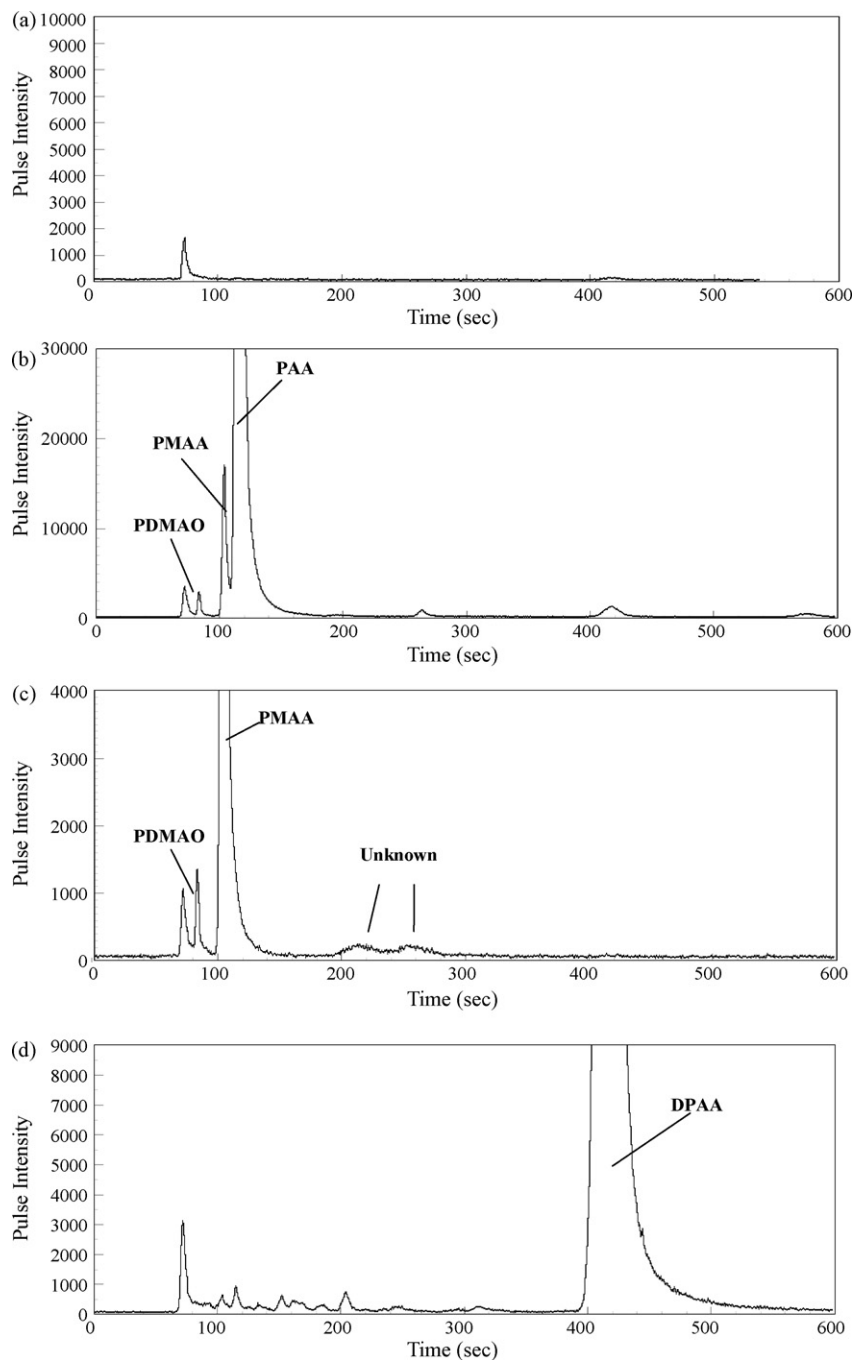 (a)
10000
9000
8000
7000
6000
5000
4000
3000
2000
1000
0
Pulse Intensity
0 100 200 300 400 500 600
Time (sec)
(b)
30000
20000
10000
0
Pulse Intensity
PAA
PMAA
PDMAO
0 100 200 300 400 500 600
Time (sec)
(c)
4000
3000
2000
1000
0
Pulse Intensity
PMAA
PDMAO
Unknown
0 100 200 300 400 500 600
Time (sec)
(d)
9000
8000
7000
6000
5000
4000
3000
2000
1000
0
Pulse Intensity
DPAA
0 100 200 300 400 500 600
Time (sec)